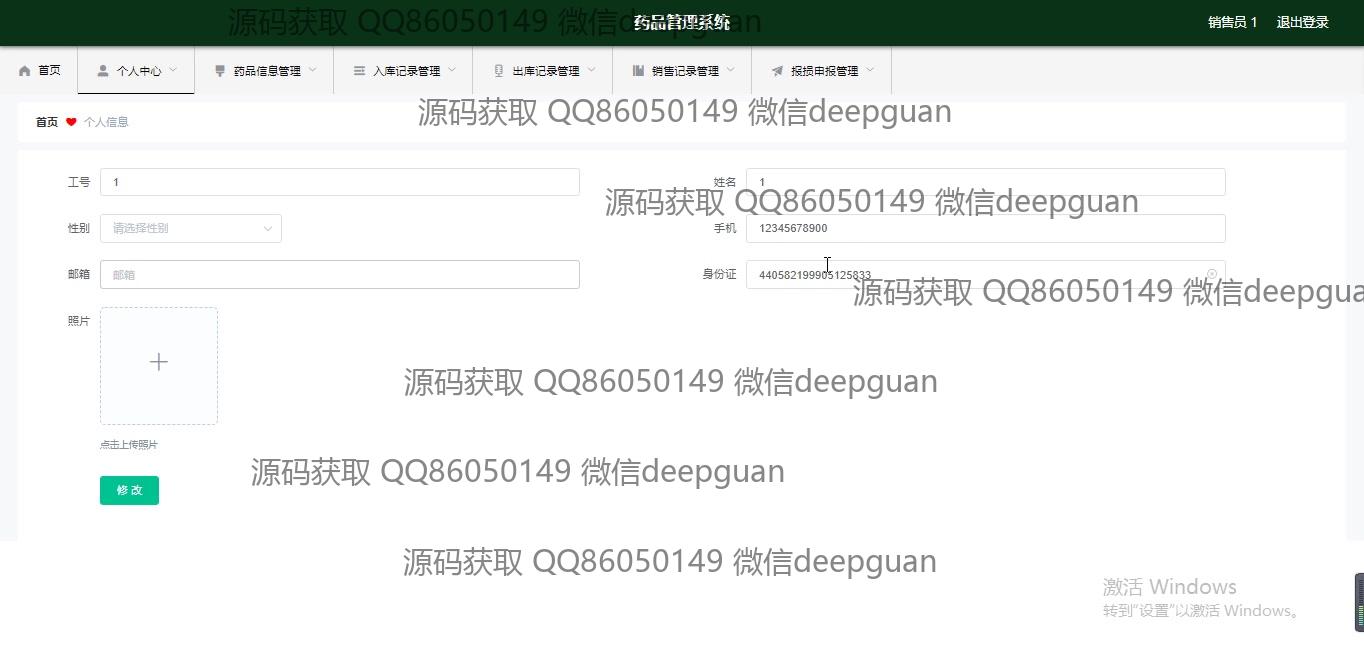 源码获取 QQ86050149 微信deepguan
药品管理系统
销售员 1 退出登录
首页 个人中心 药品信息管理 入库记录管理 出库记录管理 销售记录管理 报损申报管理
源码获取 QQ86050149 微信deepguan
首页 个人信息
工号 1 姓名 1
源码获取 QQ86050149 微信deepguan
性别 请选择性别 手机 12345678900
邮箱 邮箱 身份证 440582199905125833
源码获取 QQ86050149 微信deepgua
照片
源码获取 QQ86050149 微信deepguan
点击上传照片
源码获取 QQ86050149 微信deepguan
修改
源码获取 QQ86050149 微信deepguan
激活 Windows
转到“设置”以激活 Windows。